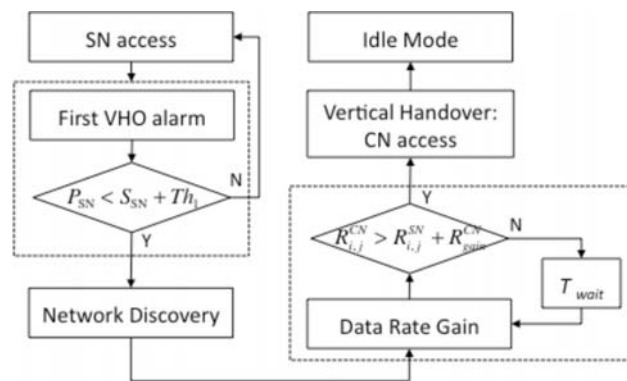 SN access
First VHO alarm
P_SN < S_SN + Th_1
N
Y
Network Discovery
Idle Mode
Vertical Handover:
CN access
Y
R_{i,j}^{CN} > R_{i,j}^{SN} + R_{gain}^{CN}
N
T_wait
Data Rate Gain